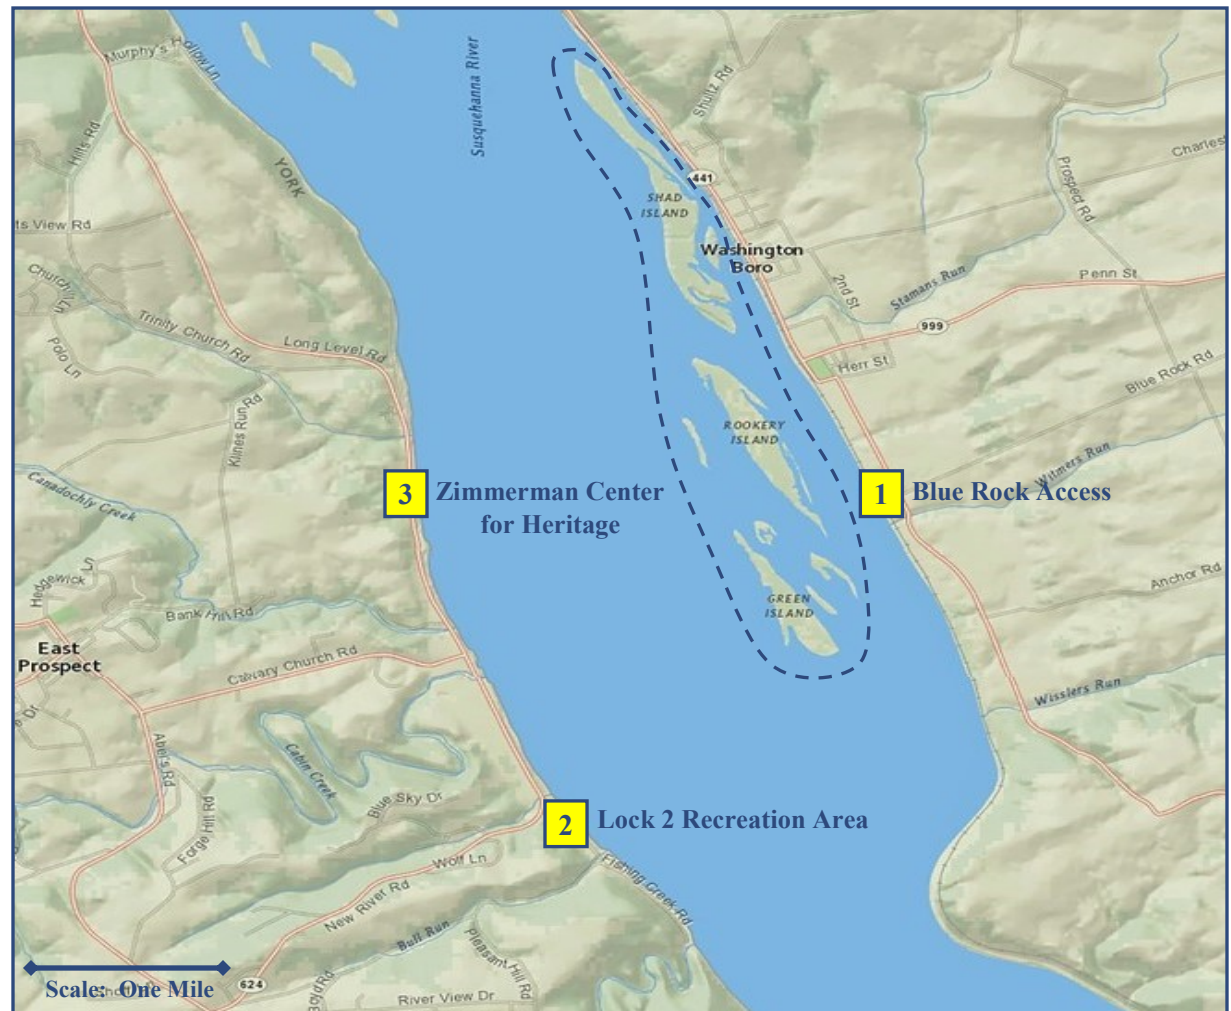 Murphy's Hollow Ln
Susquehanna River
Shultz Rd
Hilts Rd
YORK
441
Prospect Rd
Charles
SHAD
ISLAND
ts View Rd
Washington
Boro
Churchill Ln
2nd St
Stamans Run
Penn St
Trinity Church Rd
999
Polo Ln
Long Level Rd
Herr St
Blue Rock Rd
Klines Run Rd
ROOKERY
ISLAND
Witmers Run
Canadochly Creek
3
Zimmerman Center
for Heritage
1
Blue Rock Access
Hedgewick Ln
Anchor Rd
Bank Hill Rd
GREEN
ISLAND
East
Prospect
Calvary Church Rd
Wisslers Run
e Dr
Abel's Rd
Cabin Creek
Blue Sky Dr
2
Lock 2 Recreation Area
Forge Hill Rd
Wolf Ln
Fishing Creek Rd
New River Rd
Bull Run
Pleasant Hill Rd
Scale: One Mile
624
Boyd Rd
River View Dr